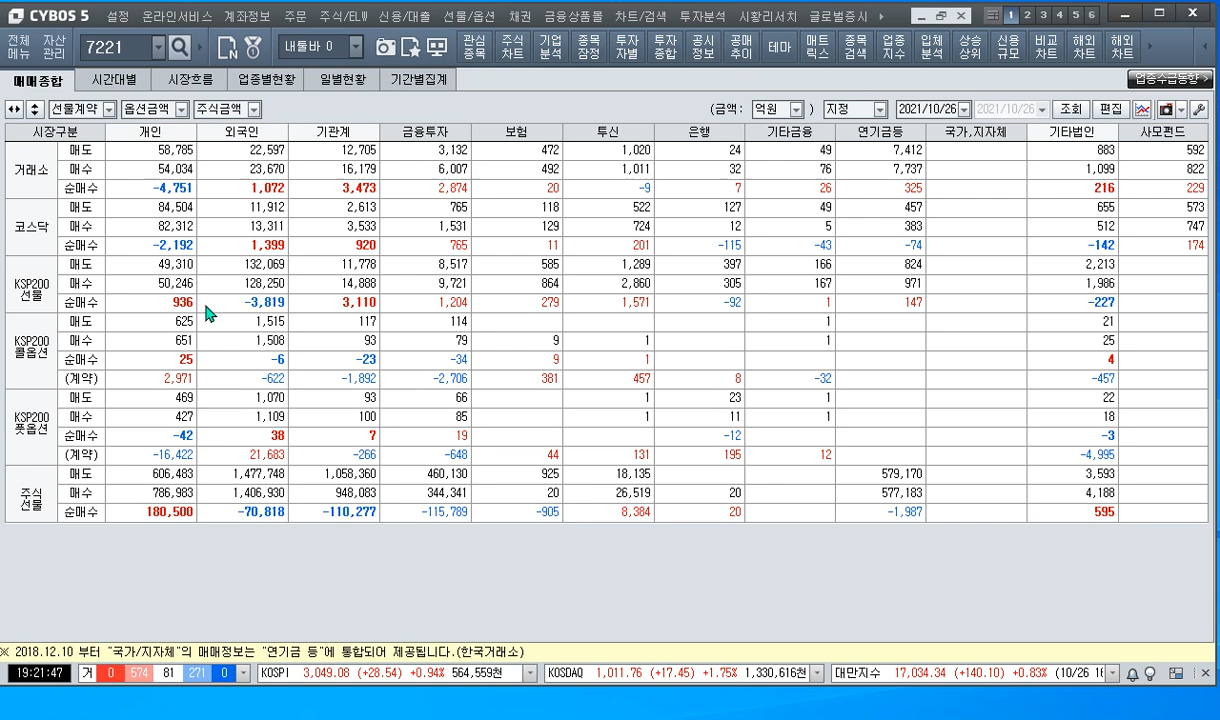 CYBOS 5 설정 온라인서비스 계좌정보 주문 주식/ELW 신용/대출 선물/옵션 채권 금융상품몰 차트/검색 투자분석 시황리서치 글로벌증시 1 2 3 4 5 6
전체메뉴 자산관리 7221 내툴바 0 관심종목 주식차트 기업분석 종목잠정 투자자별 투자종합 공시정보 공매추이 테마 매트릭스 종목검색 업종지수 입체분석 상승상위 신용규모 비교차트 해외차트 해외차트
매매종합 시간대별 시장흐름 업종별현황 일별현황 기간별집계 업종수급동향 >
선물계약 옵션금액 주식금액 (금액: 억원 ) 지정 2021/10/26 2021/10/26 조회 편집
시장구분 개인 외국인 기관계 금융투자 보험 투신 은행 기타금융 연기금등 국가,지자체 기타법인 사모펀드
거래소
매도 58,785 22,597 12,705 3,132 472 1,020 24 49 7,412 883 592
매수 54,034 23,670 16,179 6,007 492 1,011 32 76 7,737 1,099 822
순매수 -4,751 1,072 3,473 2,874 20 -9 7 26 325 216 229
코스닥
매도 84,504 11,912 2,613 765 118 522 127 49 457 655 573
매수 82,312 13,311 3,533 1,531 129 724 12 5 383 512 747
순매수 -2,192 1,399 920 765 11 201 -115 -43 -74 -142 174
KSP200 선물
매도 49,310 132,069 11,778 8,517 585 1,289 397 166 824 2,213
매수 50,246 128,250 14,888 9,721 864 2,860 305 167 971 1,986
순매수 936 -3,819 3,110 1,204 279 1,571 -92 1 147 -227
KSP200 콜옵션
매도 625 1,515 117 114 1 21
매수 651 1,508 93 79 9 1 1 25
순매수 25 -6 -23 -34 9 1 4
(계약) 2,971 -622 -1,892 -2,706 381 457 8 -32 -457
KSP200 풋옵션
매도 469 1,070 93 66 1 23 1 22
매수 427 1,109 100 85 1 11 1 18
순매수 -42 38 7 19 -12 -3
(계약) -16,422 21,683 -266 -648 44 131 195 12 -4,995
주식 선물
매도 606,483 1,477,748 1,058,360 460,130 925 18,135 579,170 3,593
매수 786,983 1,406,930 948,083 344,341 20 26,519 20 577,183 4,188
순매수 180,500 -70,818 -110,277 -115,789 -905 8,384 20 -1,987 595
※ 2018.12.10 부터 "국가/지자체"의 매매정보는 "연기금 등"에 통합되어 제공됩니다.(한국거래소)
19:21:47 거 0 574 81 271 0 KOSPI 3,049.08 (+28.54) +0.94% 564,559천 KOSDAQ 1,011.76 (+17.45) +1.75% 1,330,616천 대만지수 17,034.34 (+140.10) +0.83% (10/26 16